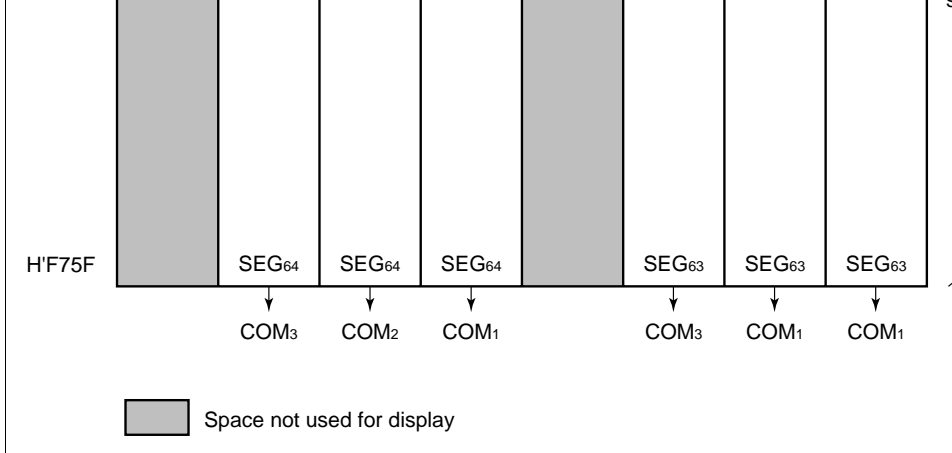 H'F75F SEG64 SEG64 SEG64 SEG63 SEG63 SEG63
COM3 COM2 COM1 COM3 COM1 COM1
Space not used for display